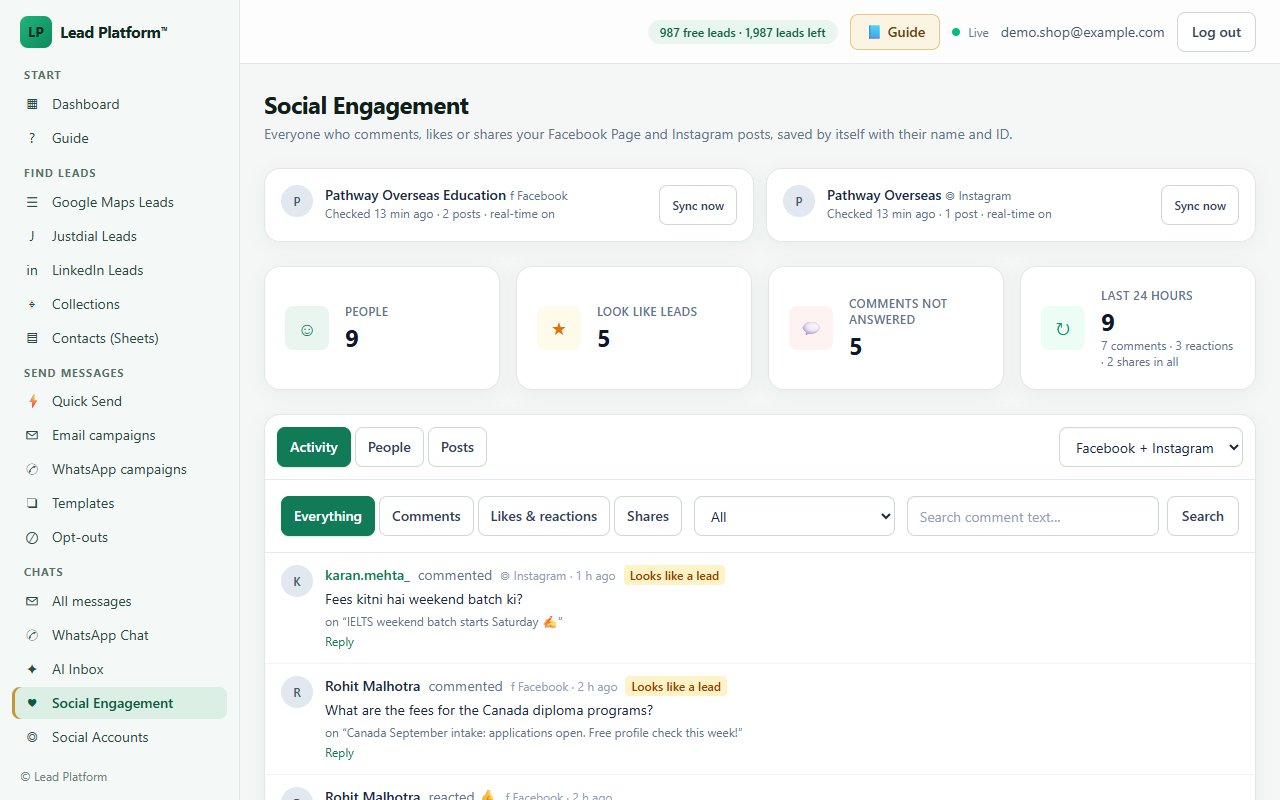 LP Lead Platform™
START
Dashboard
? Guide
FIND LEADS
Google Maps Leads
J Justdial Leads
in LinkedIn Leads
Collections
Contacts (Sheets)
SEND MESSAGES
Quick Send
Email campaigns
WhatsApp campaigns
Templates
Opt-outs
CHATS
All messages
WhatsApp Chat
AI Inbox
Social Engagement
Social Accounts
© Lead Platform
987 free leads · 1,987 leads left
📘 Guide
Live
demo.shop@example.com
Log out
Social Engagement
Everyone who comments, likes or shares your Facebook Page and Instagram posts, saved by itself with their name and ID.
P
Pathway Overseas Education f Facebook
Checked 13 min ago · 2 posts · real-time on
Sync now
P
Pathway Overseas ◎ Instagram
Checked 13 min ago · 1 post · real-time on
Sync now
PEOPLE
9
LOOK LIKE LEADS
5
COMMENTS NOT
ANSWERED
5
LAST 24 HOURS
9
7 comments · 3 reactions
· 2 shares in all
Activity People Posts
Facebook + Instagram
Everything Comments Likes & reactions Shares
All
Search comment text...
Search
K
karan.mehta_ commented ◎ Instagram · 1 h ago Looks like a lead
Fees kitni hai weekend batch ki?
on “IELTS weekend batch starts Saturday ✍️”
Reply
R
Rohit Malhotra commented f Facebook · 2 h ago Looks like a lead
What are the fees for the Canada diploma programs?
on “Canada September intake: applications open. Free profile check this week!”
Reply
Rohit Malhotra reacted 👍 f Facebook · 2 h ago